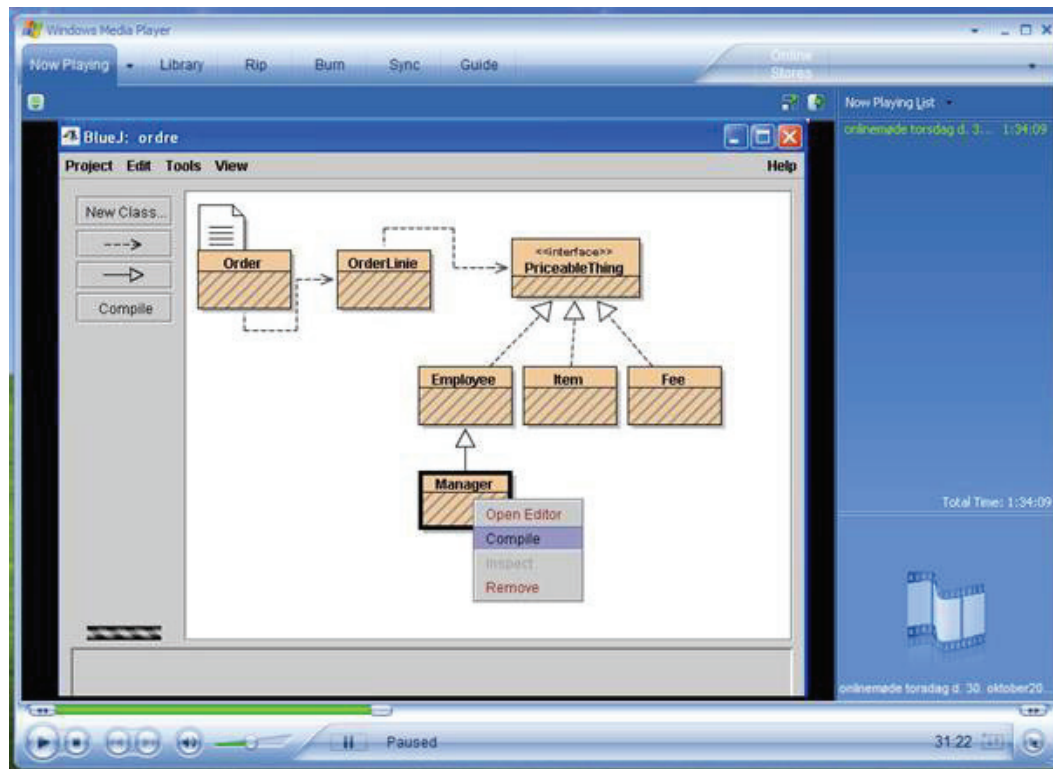 Windows Media Player
Now Playing Library Rip Burn Sync Guide Online Stores
Now Playing List
BlueJ: ordre
onlinemøde torsdag d. 3... 1:34:09
Project Edit Tools View Help
New Class...
Compile
Order
OrderLinie
<<interface>>
PriceableThing
Employee
Item
Fee
Manager
Open Editor
Compile
Inspect
Remove
Total Time: 1:34:09
onlinemøde torsdag d. 30. oktober20...
Paused
31:22